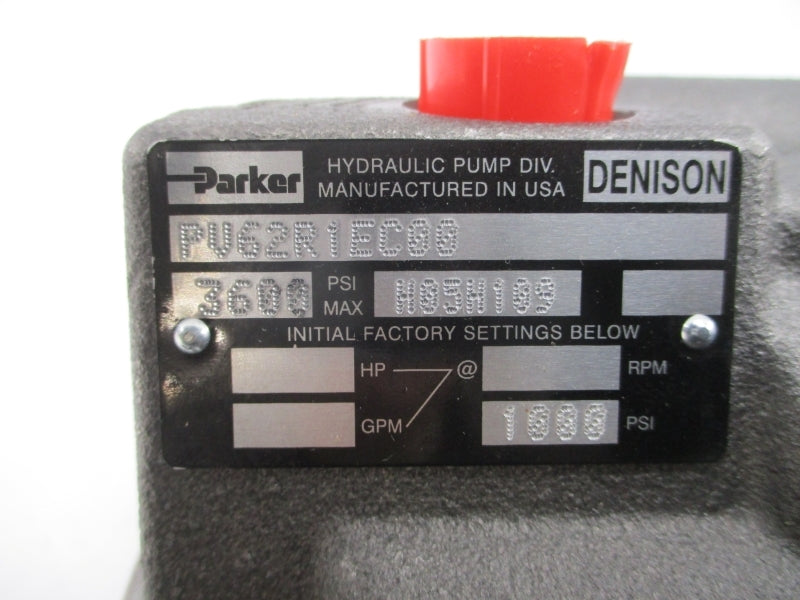 Parker HYDRAULIC PUMP DIV. MANUFACTURED IN USA DENISON
PV62R1EC00
3600 PSI MAX H05H109
INITIAL FACTORY SETTINGS BELOW
HP @ RPM
GPM 1000 PSI